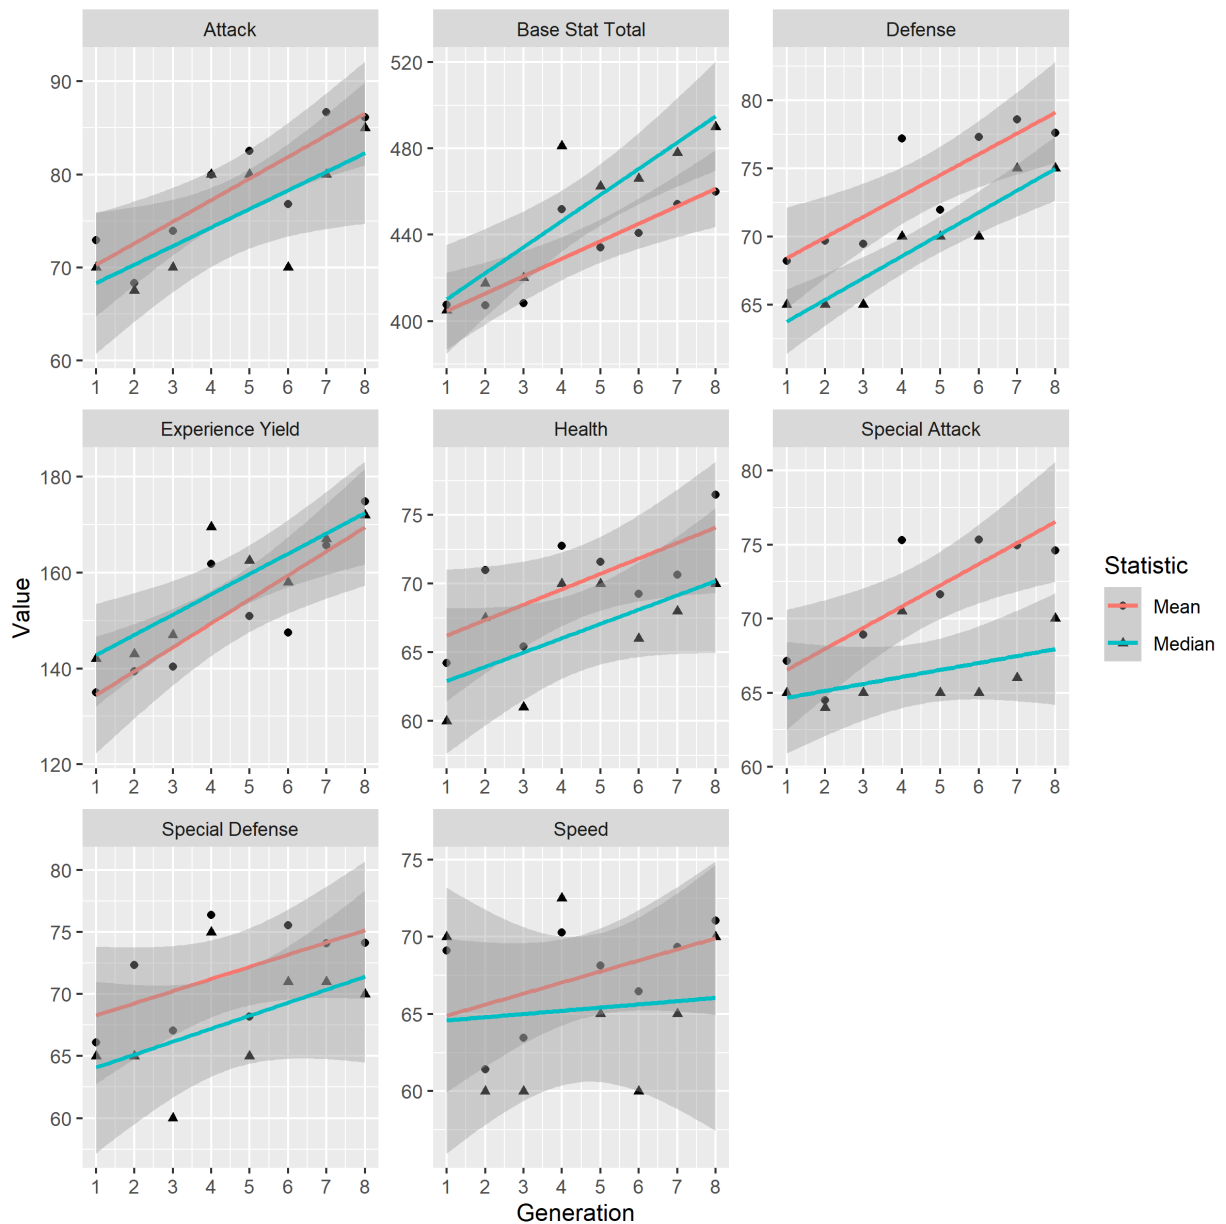 Attack
Base Stat Total
Defense
90
80
70
60
1 2 3 4 5 6 7 8
520
480
440
400
1 2 3 4 5 6 7 8
80
75
70
65
1 2 3 4 5 6 7 8
Experience Yield
Health
Special Attack
180
160
140
120
1 2 3 4 5 6 7 8
75
70
65
60
1 2 3 4 5 6 7 8
80
75
70
65
60
1 2 3 4 5 6 7 8
Special Defense
Speed
80
75
70
65
60
1 2 3 4 5 6 7 8
75
70
65
60
1 2 3 4 5 6 7 8
Value
Generation
Statistic
Mean
Median